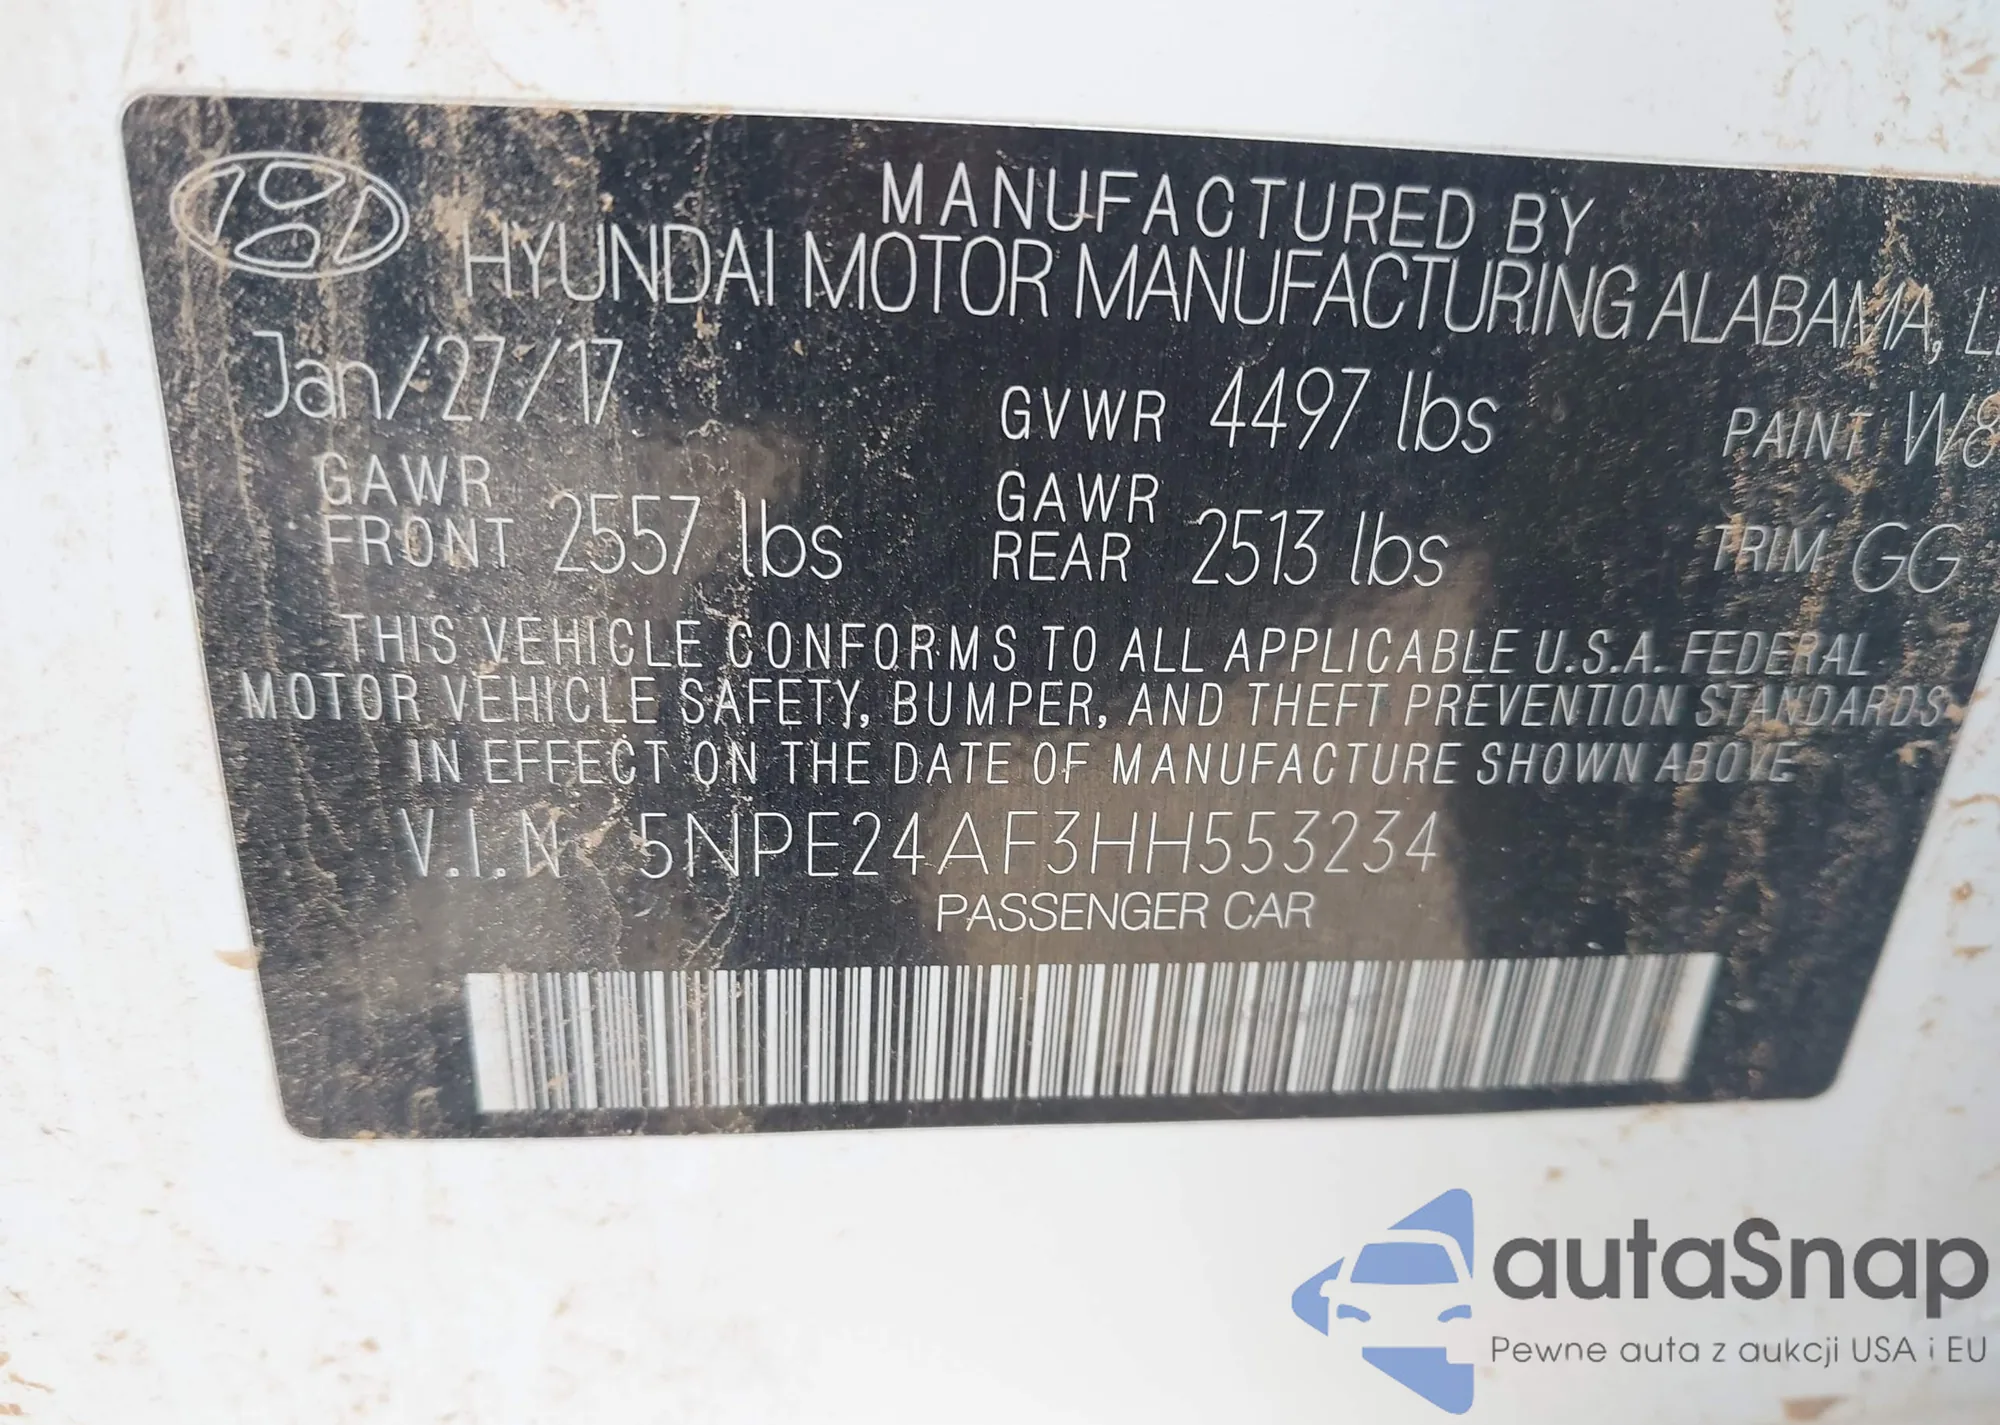 MANUFACTURED BY
HYUNDAI MOTOR MANUFACTURING ALABAMA,
Jan/27/17
GVWR 4497 lbs
PAINT W8
GAWR
FRONT 2557 lbs
GAWR
REAR 2513 lbs
TRIM GG
THIS VEHICLE CONFORMS TO ALL APPLICABLE U.S.A. FEDERAL
MOTOR VEHICLE SAFETY, BUMPER, AND THEFT PREVENTION STANDARDS
IN EFFECT ON THE DATE OF MANUFACTURE SHOWN ABOVE
V.I.N 5NPE24AF3HH553234
PASSENGER CAR
autaSnap
Pewne auta z aukcji USA i EU